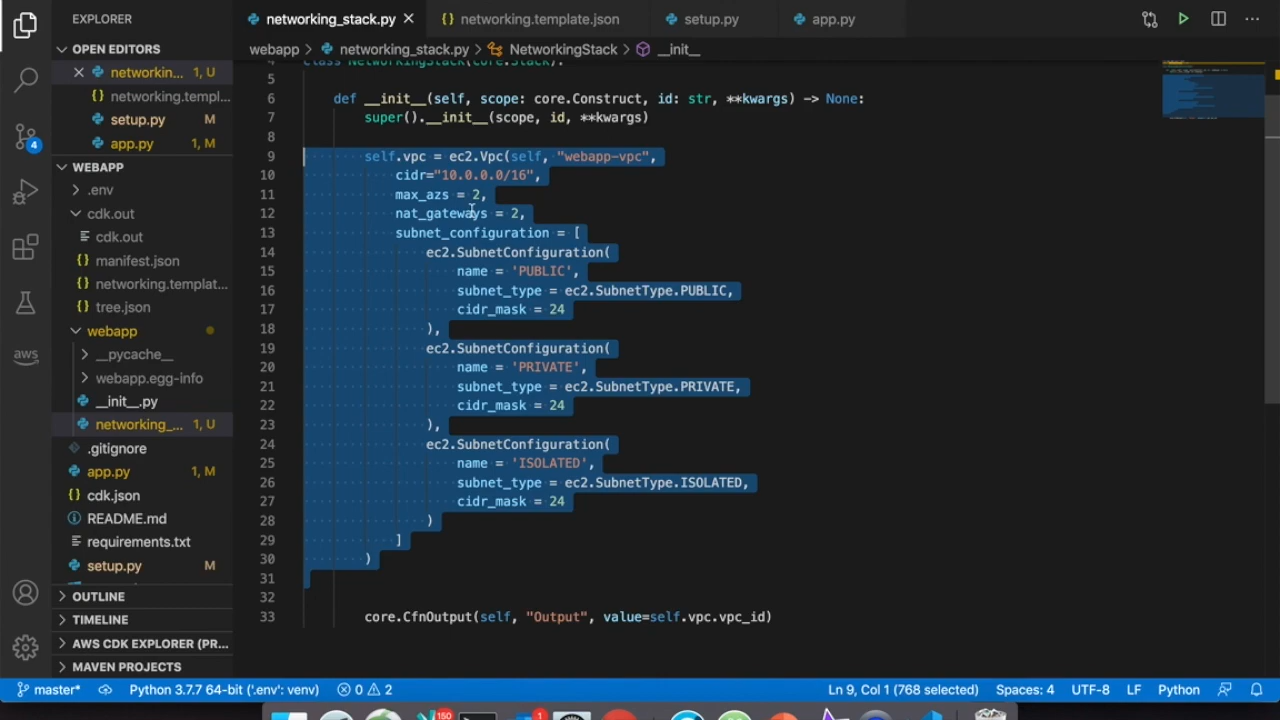 EXPLORER
OPEN EDITORS
networkin... 1, U
networking.templ...
setup.py M
app.py 1, M
WEBAPP
.env
cdk.out
cdk.out
manifest.json
networking.templat...
tree.json
webapp
__pycache__
webapp.egg-info
__init__.py
networking_... 1, U
.gitignore
app.py 1, M
cdk.json
README.md
requirements.txt
setup.py M
OUTLINE
TIMELINE
AWS CDK EXPLORER (PR...
MAVEN PROJECTS
4
aws
networking_stack.py
networking.template.json
setup.py
app.py
webapp > networking_stack.py > NetworkingStack > __init__
4 class NetworkingStack(core.Stack):
5
6 def __init__(self, scope: core.Construct, id: str, **kwargs) -> None:
7 super().__init__(scope, id, **kwargs)
8
9 self.vpc = ec2.Vpc(self, "webapp-vpc",
10 cidr="10.0.0.0/16",
11 max_azs = 2,
12 nat_gateways = 2,
13 subnet_configuration = [
14 ec2.SubnetConfiguration(
15 name = 'PUBLIC',
16 subnet_type = ec2.SubnetType.PUBLIC,
17 cidr_mask = 24
18 ),
19 ec2.SubnetConfiguration(
20 name = 'PRIVATE',
21 subnet_type = ec2.SubnetType.PRIVATE,
22 cidr_mask = 24
23 ),
24 ec2.SubnetConfiguration(
25 name = 'ISOLATED',
26 subnet_type = ec2.SubnetType.ISOLATED,
27 cidr_mask = 24
28 )
29 ]
30 )
31
32
33 core.CfnOutput(self, "Output", value=self.vpc.vpc_id)
master* Python 3.7.7 64-bit ('.env': venv) 0 2 Ln 9, Col 1 (768 selected) Spaces: 4 UTF-8 LF Python
150 1